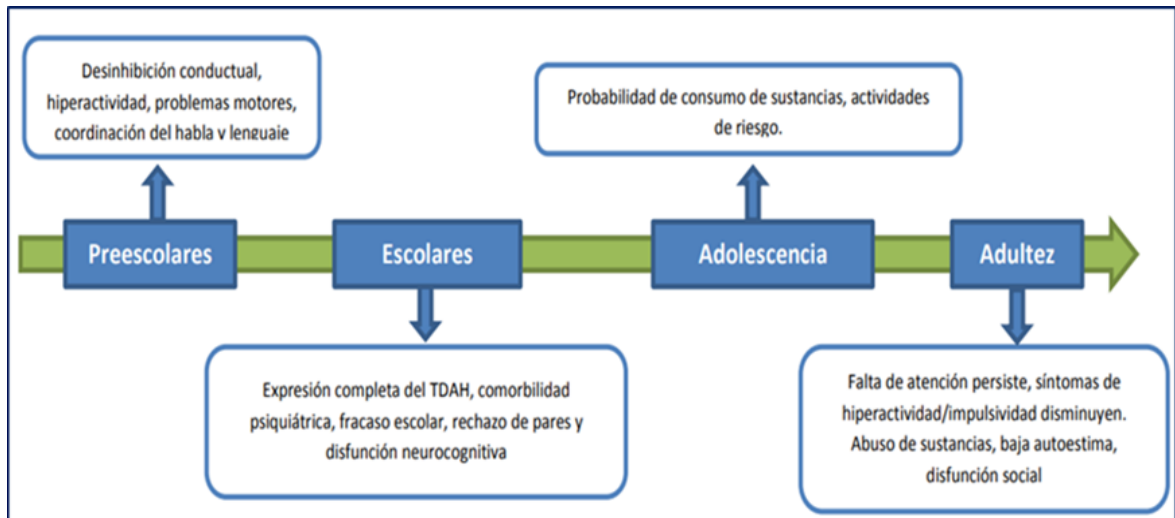 Desinhibición conductual,
hiperactividad, problemas motores,
coordinación del habla y lenguaje
Probabilidad de consumo de sustancias, actividades
de riesgo.
Preescolares
Escolares
Adolescencia
Adultez
Expresión completa del TDAH, comorbilidad
psiquiátrica, fracaso escolar, rechazo de pares y
disfunción neurocognitiva
Falta de atención persiste, síntomas de
hiperactividad/impulsividad disminuyen.
Abuso de sustancias, baja autoestima,
disfunción social